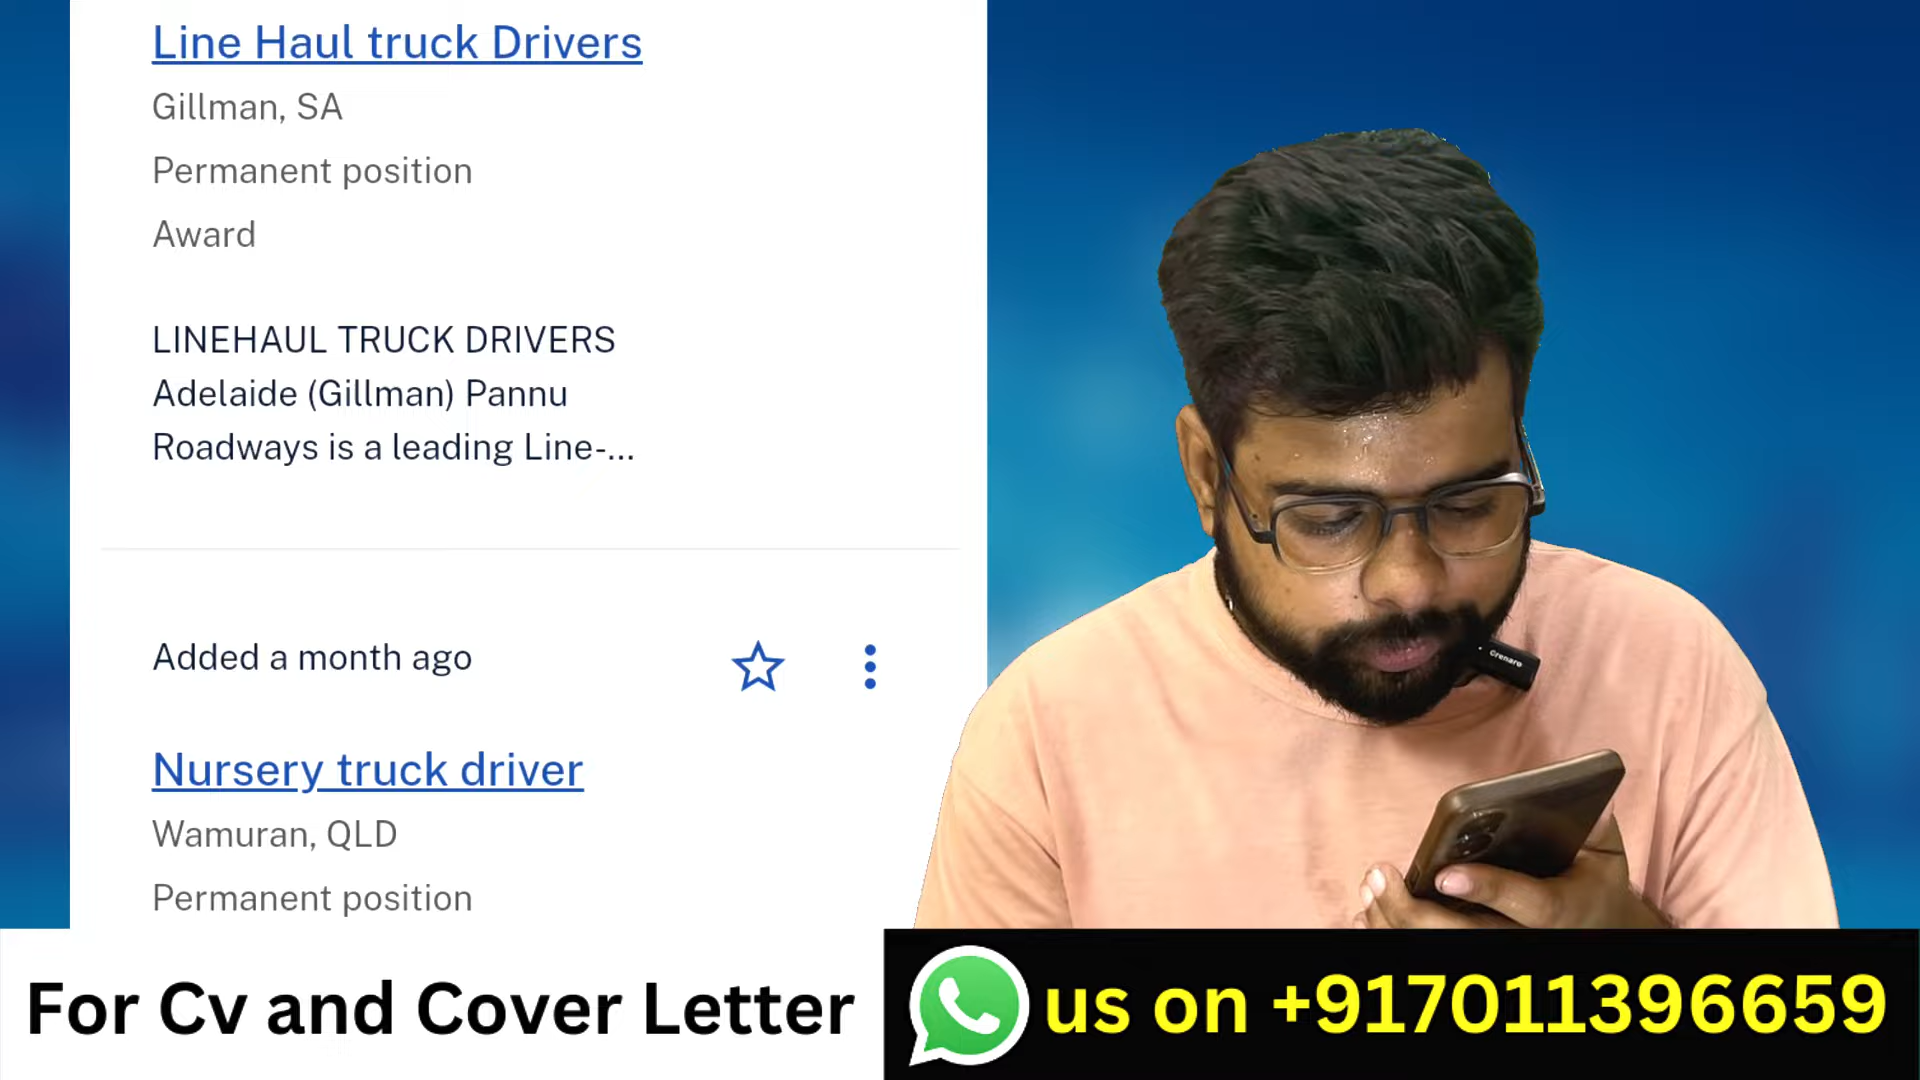 Line Haul truck Drivers
Gillman, SA
Permanent position
Award
LINEHAUL TRUCK DRIVERS
Adelaide (Gillman) Pannu
Roadways is a leading Line-...
Added a month ago
Nursery truck driver
Wamuran, QLD
Permanent position
Grenaro
For Cv and Cover Letter
us on +917011396659